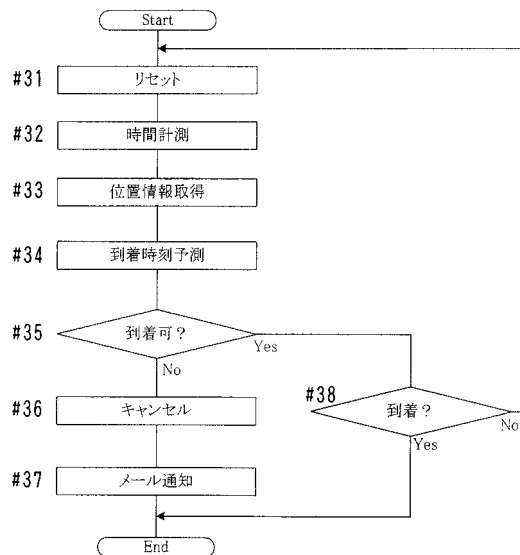 Start
#31 リセット
#32 時間計測
#33 位置情報取得
#34 到着時刻予測
#35 到着可?
Yes
No
#36 キャンセル
#38 到着?
No
Yes
#37 メール通知
End